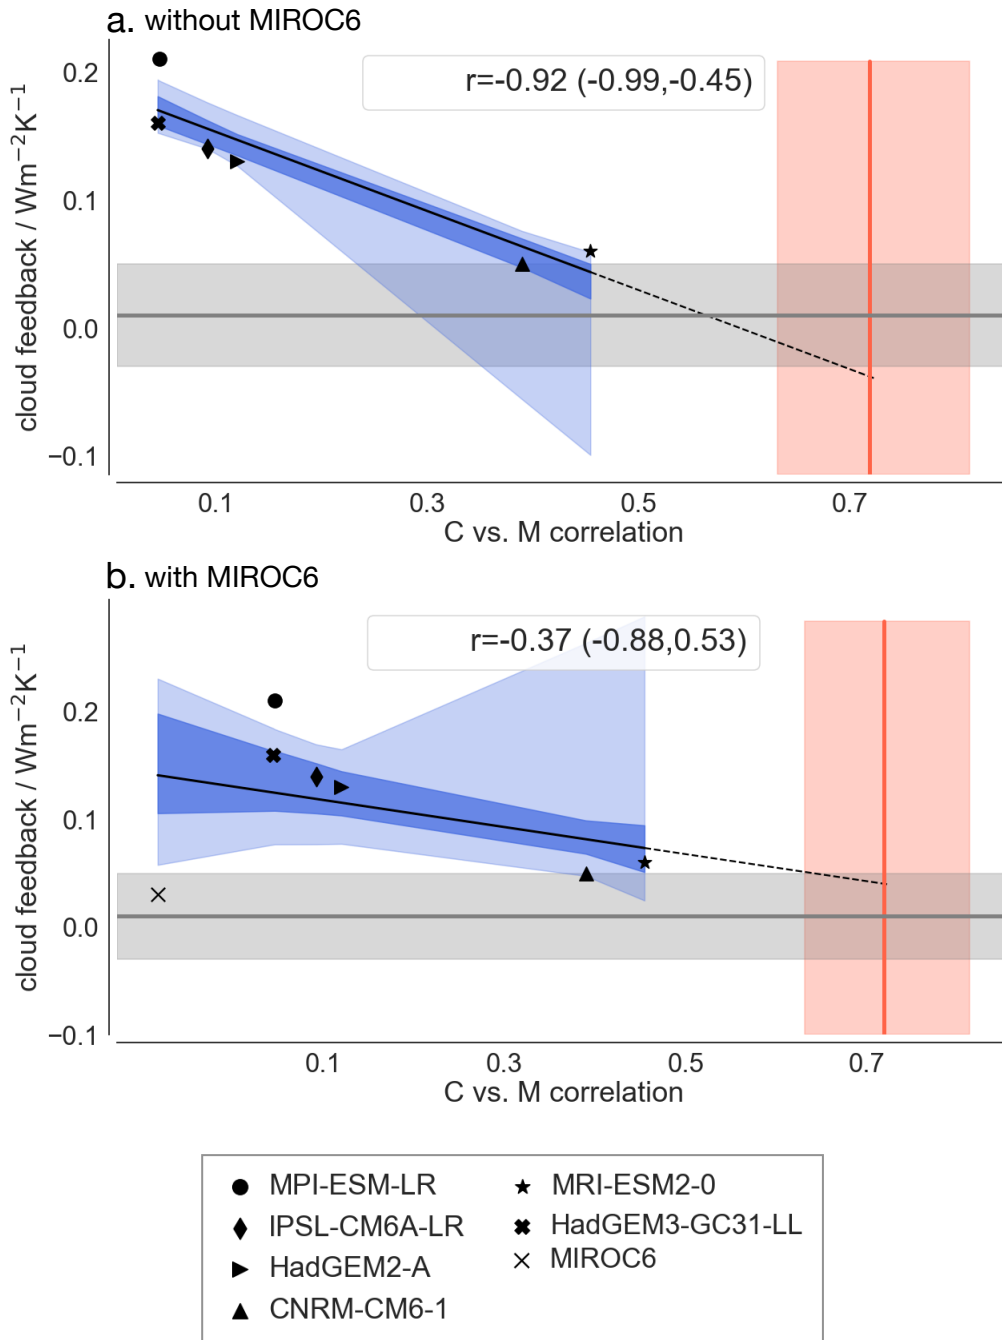 a. without MIROC6
r=-0.92 (-0.99,-0.45)
cloud feedback / Wm⁻²K⁻¹
0.2
0.1
0.0
−0.1
0.1 0.3 0.5 0.7
C vs. M correlation
b. with MIROC6
r=-0.37 (-0.88,0.53)
cloud feedback / Wm⁻²K⁻¹
0.2
0.1
0.0
−0.1
0.1 0.3 0.5 0.7
C vs. M correlation
MPI-ESM-LR
IPSL-CM6A-LR
HadGEM2-A
CNRM-CM6-1
MRI-ESM2-0
HadGEM3-GC31-LL
MIROC6